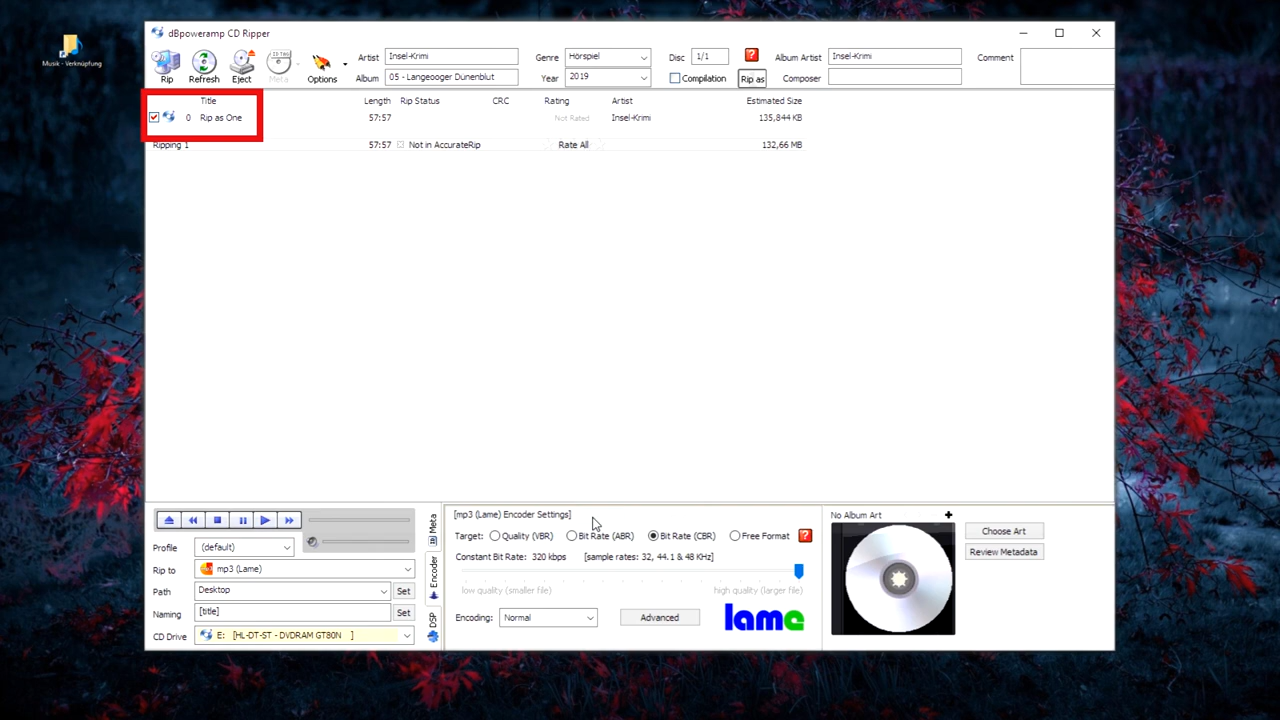 Musik - Verknüpfung
dBpoweramp CD Ripper
Rip
Refresh
Eject
ID TAG
Meta
Options
Artist
Insel-Krimi
Album
05 - Langeooger Dünenblut
Genre
Hörspiel
Year
2019
Disc
1/1
Compilation
Rip as
Album Artist
Insel-Krimi
Composer
Comment
Title Length Rip Status CRC Rating Artist Estimated Size
0 Rip as One 57:57 Not Rated Insel-Krimi 135,844 KB
Ripping 1 57:57 Not in AccurateRip Rate All 132,66 MB
Profile (default)
Rip to mp3 (Lame)
Path Desktop Set
Naming [title] Set
CD Drive E: [HL-DT-ST - DVDRAM GT80N ]
Meta
Encoder
DSP
[mp3 (Lame) Encoder Settings]
Target: Quality (VBR) Bit Rate (ABR) Bit Rate (CBR) Free Format
Constant Bit Rate: 320 kbps [sample rates: 32, 44.1 & 48 KHz]
low quality (smaller file) high quality (larger file)
Encoding: Normal Advanced
lame
No Album Art
Choose Art
Review Metadata